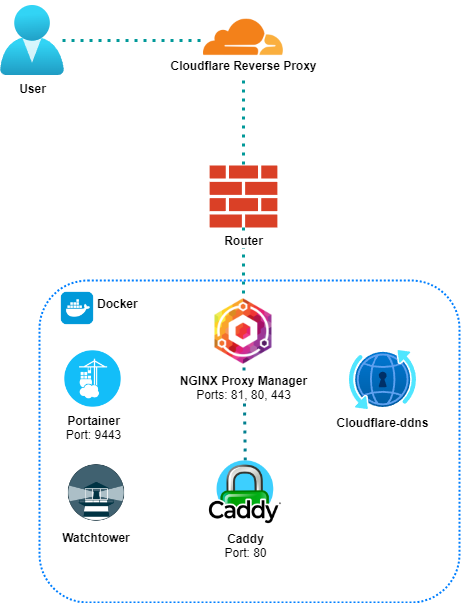 User
Cloudflare Reverse Proxy
Router
Docker
NGINX Proxy Manager
Ports: 81, 80, 443
Portainer
Port: 9443
Cloudflare-ddns
Watchtower
Caddy
Caddy
Port: 80